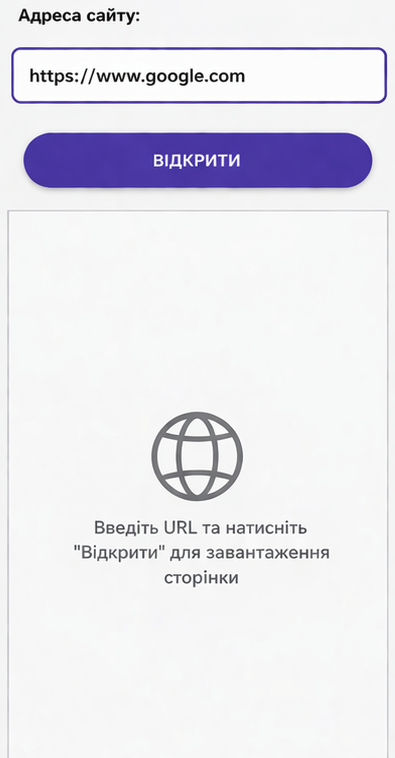 Адреса сайту:
https://www.google.com
ВІДКРИТИ
Введіть URL та натисніть
"Відкрити" для завантаження
сторінки